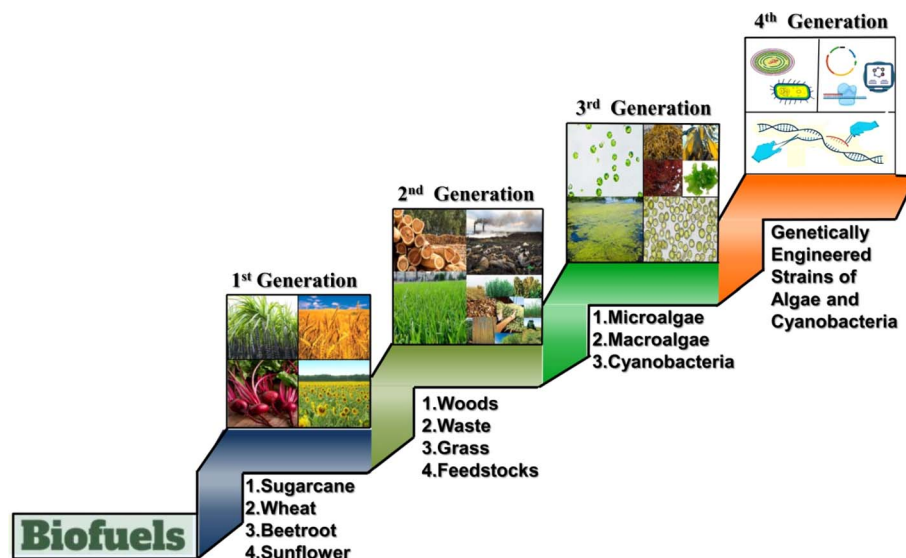 4th Generation
3rd Generation
2nd Generation
1st Generation
Genetically
Engineered
Strains of
Algae and
Cyanobacteria
1.Microalgae
2.Macroalgae
3.Cyanobacteria
1.Woods
2.Waste
3.Grass
4.Feedstocks
1.Sugarcane
2.Wheat
3.Beetroot
4.Sunflower
Biofuels